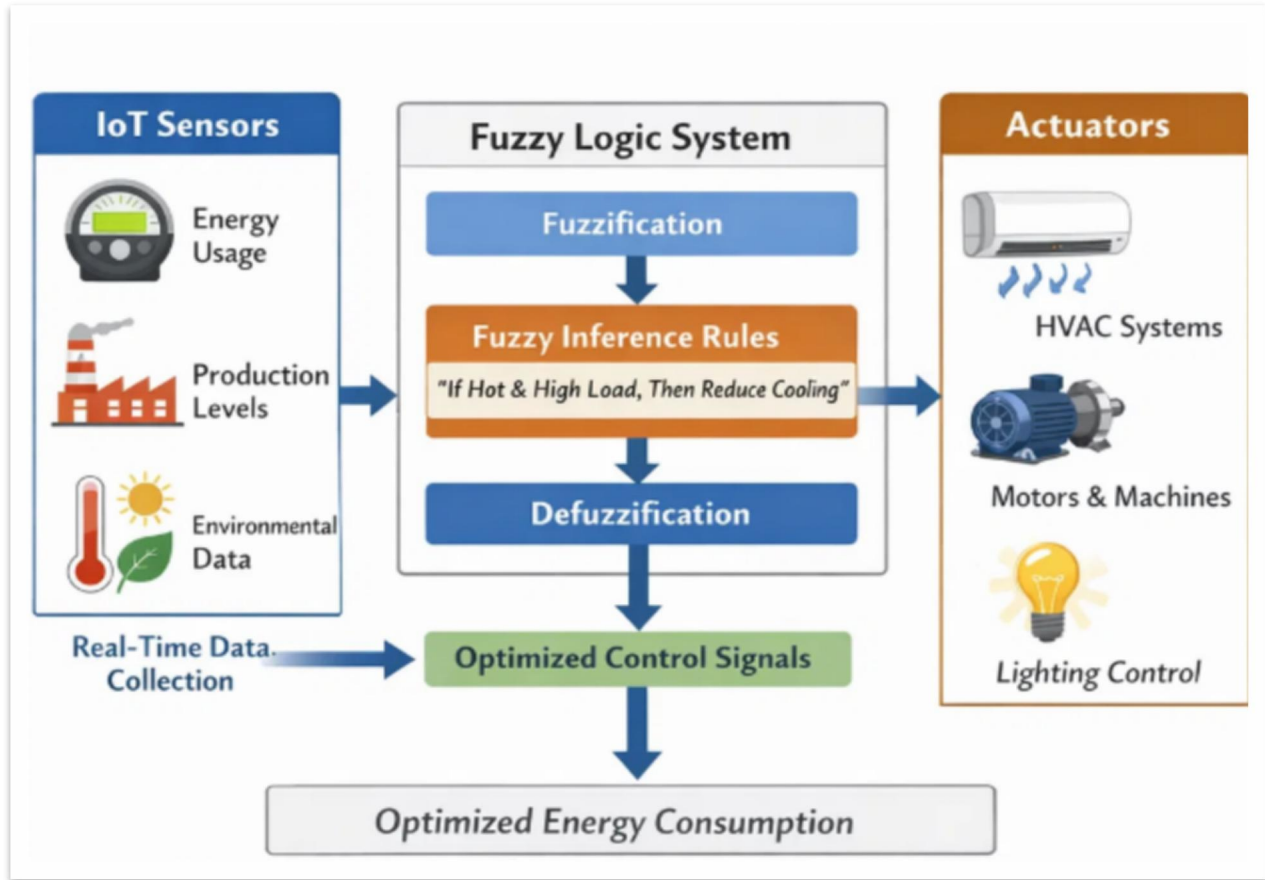 IoT Sensors
Energy
Usage
Production
Levels
Environmental
Data
Real-Time Data.
Collection
Fuzzy Logic System
Fuzzification
Fuzzy Inference Rules
"If Hot & High Load, Then Reduce Cooling"
Defuzzification
Optimized Control Signals
Optimized Energy Consumption
Actuators
HVAC Systems
Motors & Machines
Lighting Control